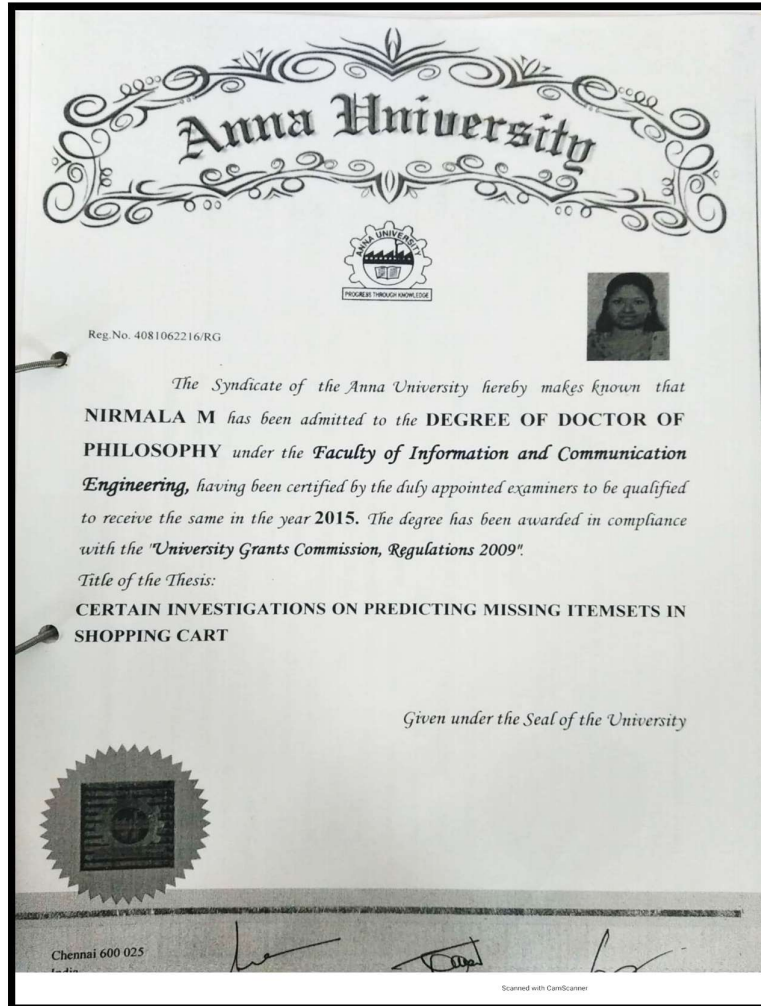 Anna University
ANNA UNIVERSITY
PROGRESS THROUGH KNOWLEDGE
Reg.No. 4081062216/RG
The Syndicate of the Anna University hereby makes known that
NIRMALA M has been admitted to the DEGREE OF DOCTOR OF
PHILOSOPHY under the Faculty of Information and Communication
Engineering, having been certified by the duly appointed examiners to be qualified
to receive the same in the year 2015. The degree has been awarded in compliance
with the "University Grants Commission, Regulations 2009".
Title of the Thesis:
CERTAIN INVESTIGATIONS ON PREDICTING MISSING ITEMSETS IN
SHOPPING CART
Given under the Seal of the University
Chennai 600 025
India
Scanned with CamScanner